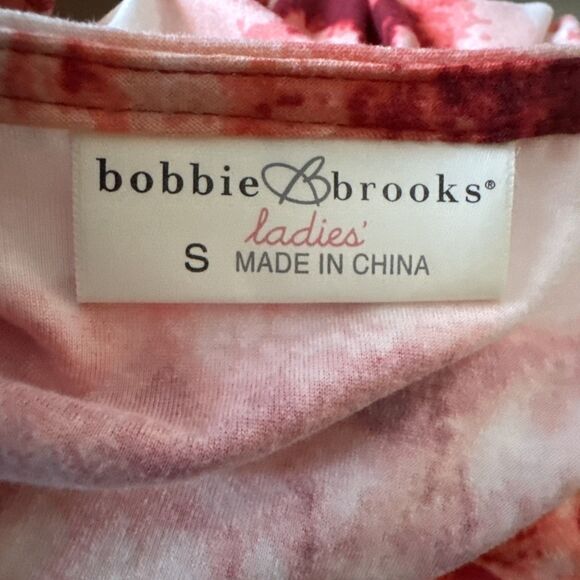 bobbie B brooks®
ladies'
S MADE IN CHINA